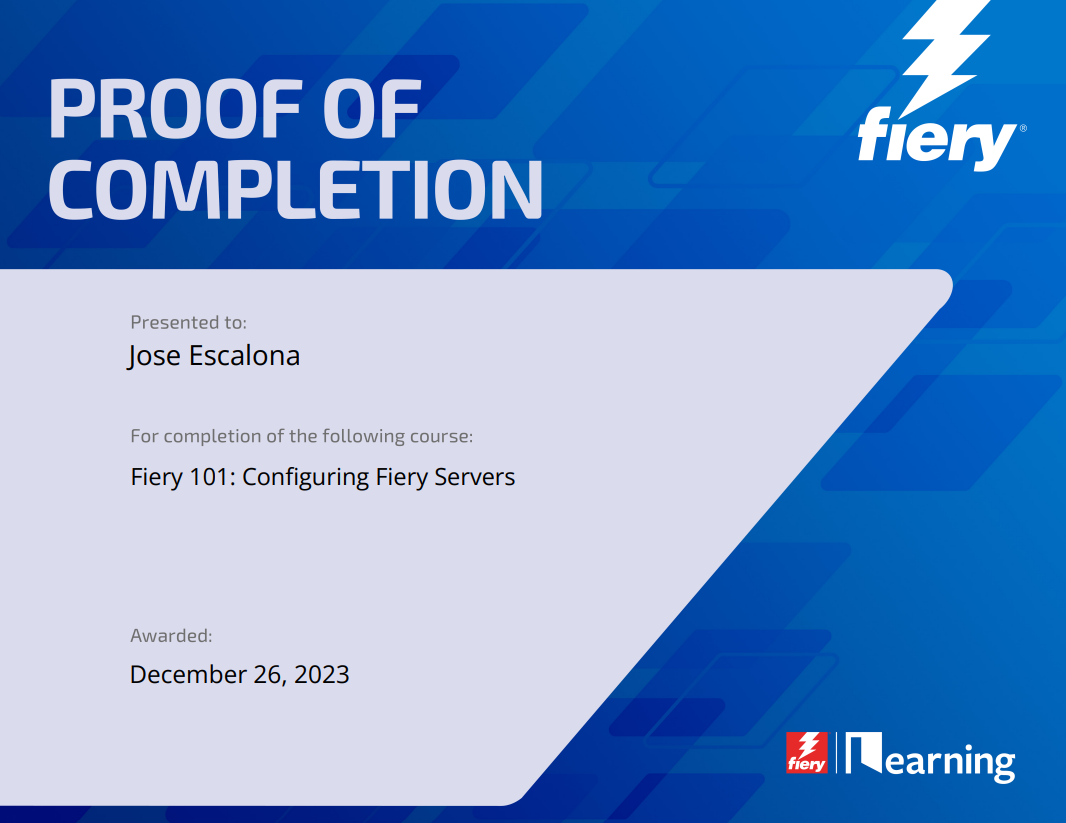 PROOF OF
COMPLETION
fiery®
Presented to:
Jose Escalona
For completion of the following course:
Fiery 101: Configuring Fiery Servers
Awarded:
December 26, 2023
fiery
learning